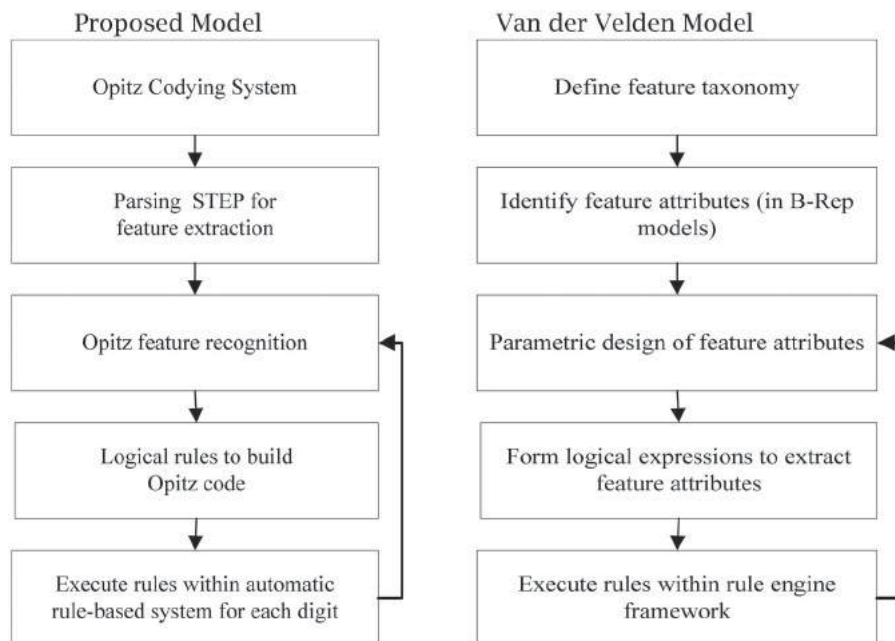 Proposed Model
Opitz Codying System
Parsing STEP for
feature extraction
Opitz feature recognition
Logical rules to build
Opitz code
Execute rules within automatic
rule-based system for each digit
Van der Velden Model
Define feature taxonomy
Identify feature attributes (in B-Rep
models)
Parametric design of feature attributes
Form logical expressions to extract
feature attributes
Execute rules within rule engine
framework